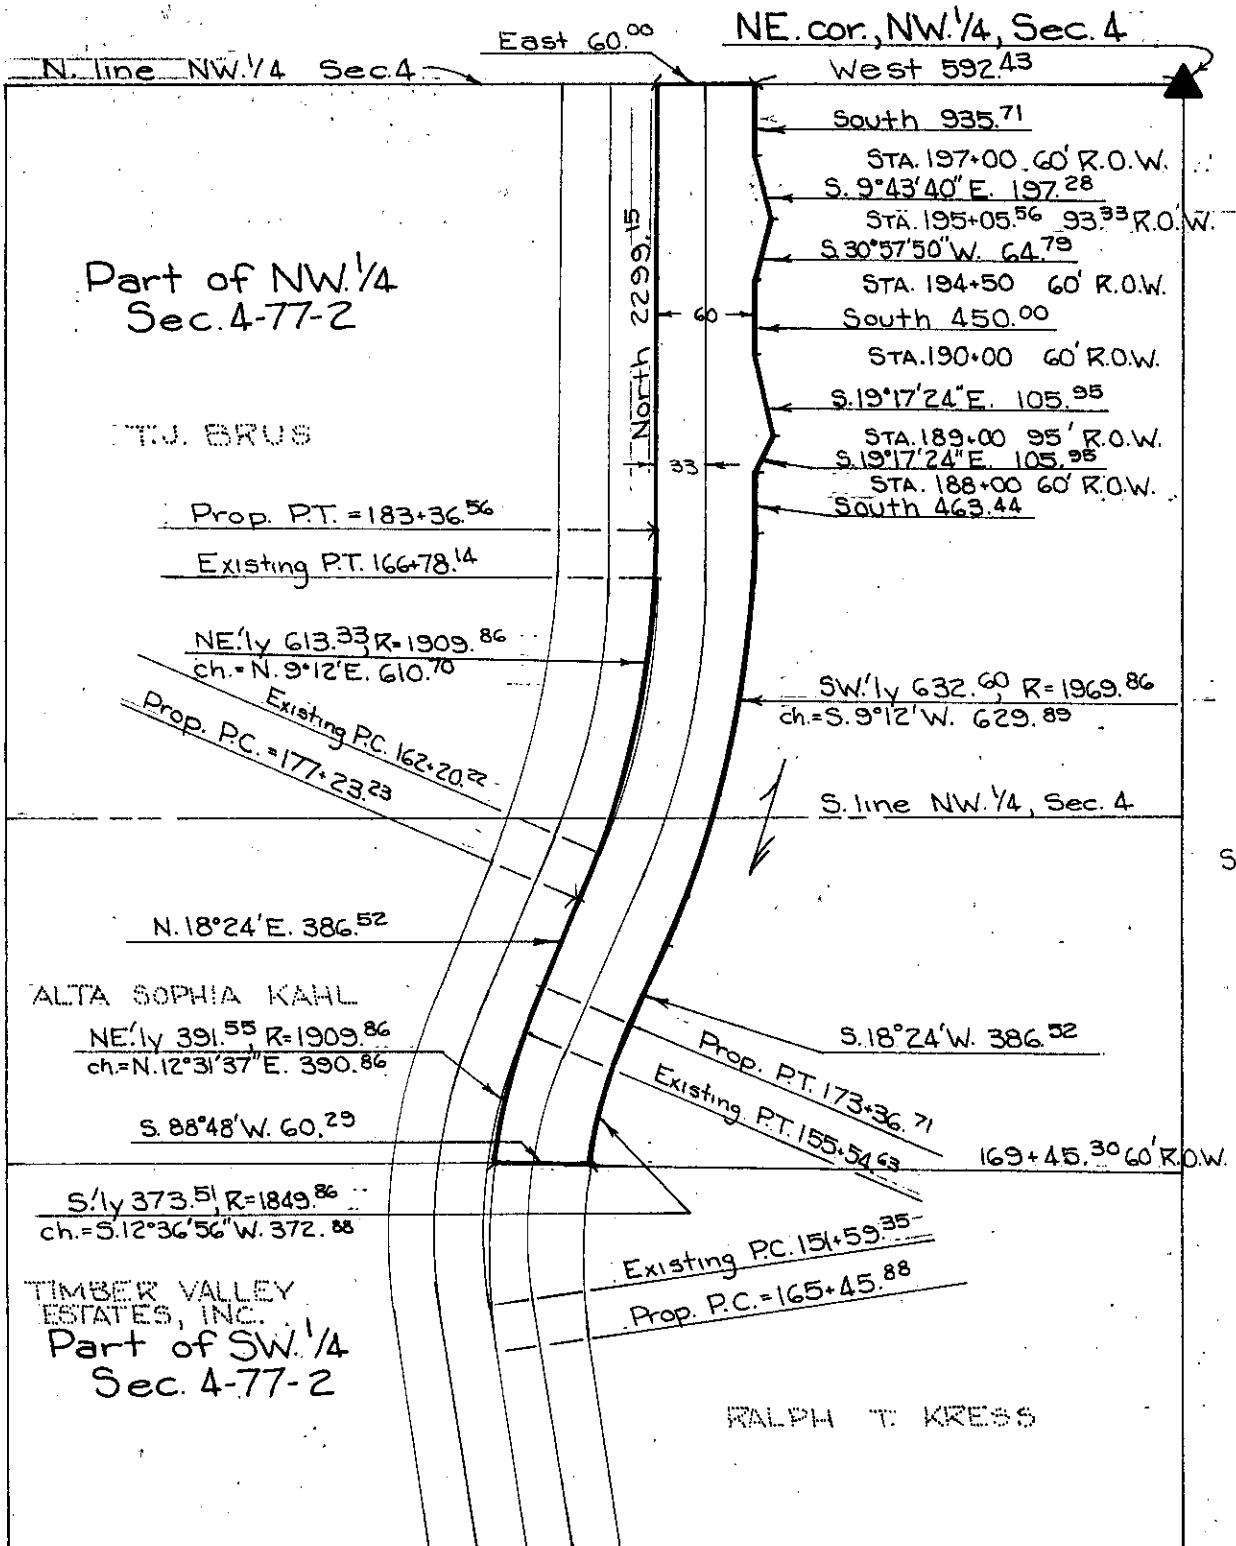 NE. cor., NW. 1/4, Sec. 4
East 60.00
N. line NW. 1/4 Sec. 4
West 592.43
South 935.71
STA. 197+00 60' R.O.W.
S. 9°43'40" E. 197.28
STA. 195+05.56 93.33 R.O.W.
S. 30°57'50" W. 64.79
STA. 194+50 60' R.O.W.
North 2299.15
Part of NW. 1/4
Sec. 4-77-2
60
South 450.00
STA. 190+00 60' R.O.W.
S. 19°17'24" E. 105.95
T.J. BRUS
STA. 189+00 95' R.O.W.
33
S. 19°17'24" E. 105.95
STA. 188+00 60' R.O.W.
South 463.44
Prop. P.T. = 183+36.56
Existing P.T. 166+78.14
NE'ly 613.33, R=1909.86
ch.= N. 9°12' E. 610.70
Existing P.C. 162+20.22
Prop. P.C. = 177+23.23
SW'ly 632.60, R=1969.86
ch.= S. 9°12' W. 629.89
S. line NW. 1/4, Sec. 4
S
N. 18°24' E. 386.52
ALTA SOPHIA KAHL
NE'ly 391.55, R=1909.86
ch.= N. 12°31'37" E. 390.86
S. 18°24' W. 386.52
Prop. P.T. 173+36.71
Existing P.T. 155+54.63
S. 88°48' W. 60.29
169+45.30 60' R.O.W.
S'ly 373.51, R=1849.86
ch.= S. 12°36'56" W. 372.88
Existing P.C. 151+59.35
Prop. P.C. = 165+45.88
TIMBER VALLEY
ESTATES, INC.
Part of SW. 1/4
Sec. 4-77-2
RALPH T. KRESS